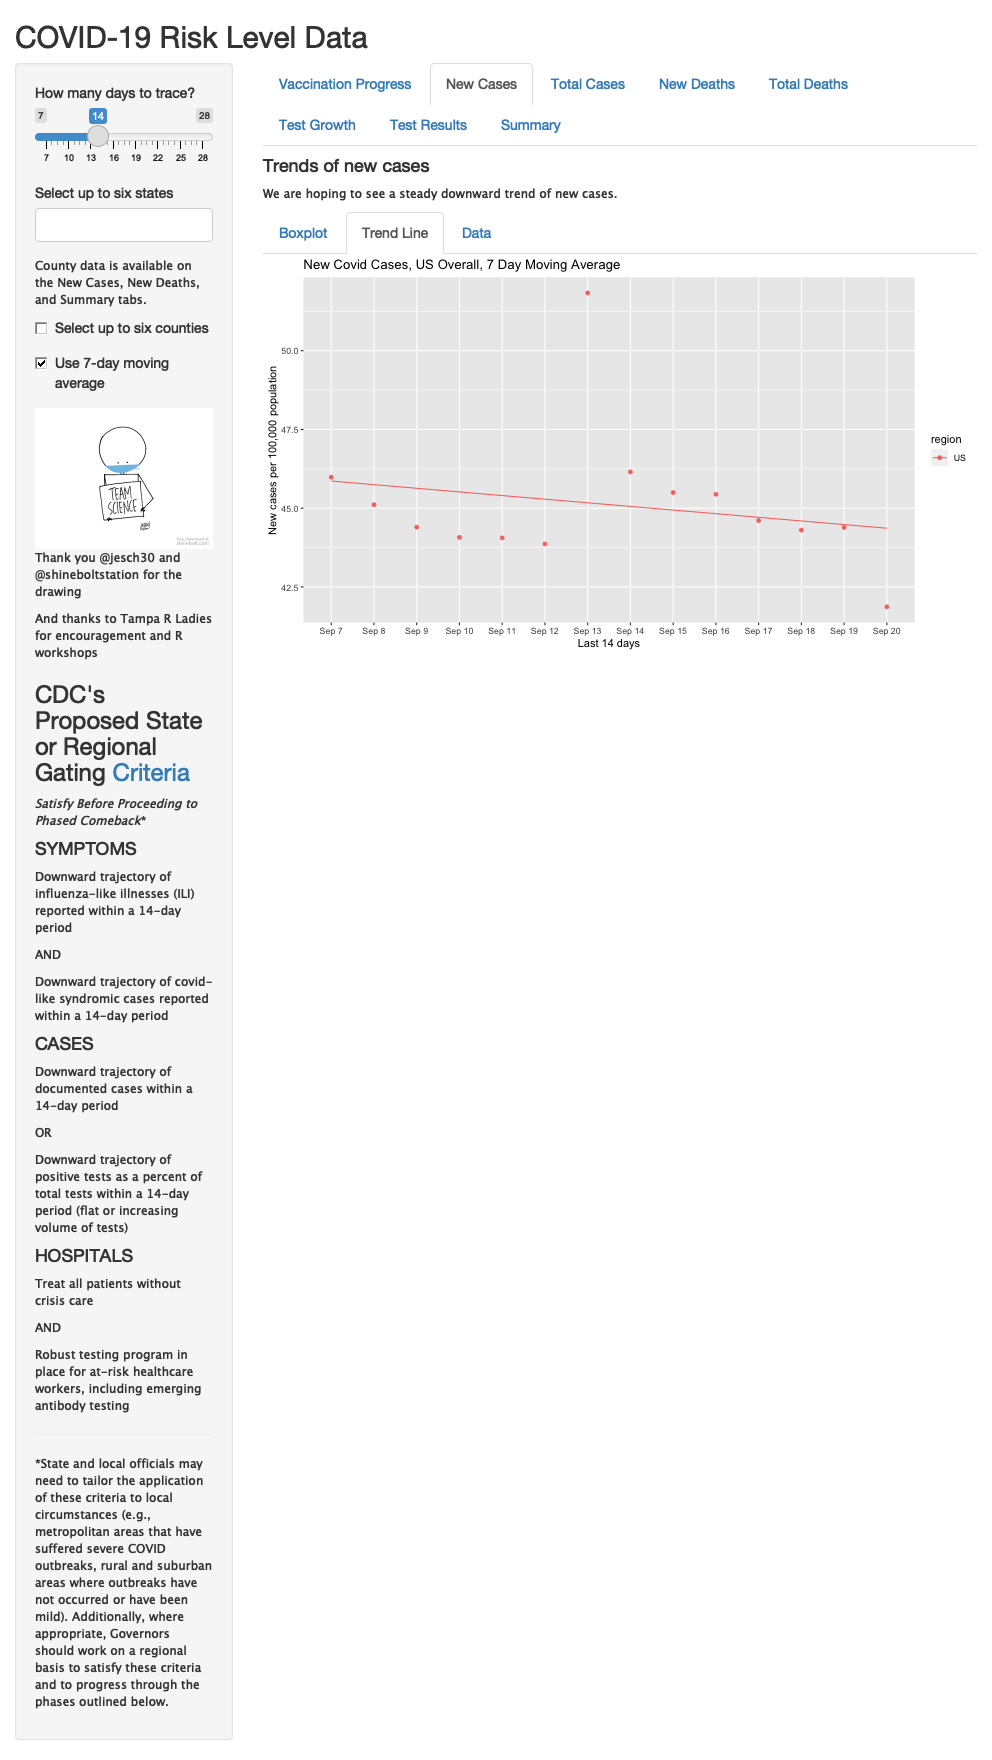 COVID-19 Risk Level Data
How many days to trace?
7 14 28
7 10 13 16 19 22 25 28
Select up to six states
County data is available on
the New Cases, New Deaths,
and Summary tabs.
Select up to six counties
Use 7-day moving
average
TEAM
SCIENCE
free download at
shinebolt.com
Thank you @jesch30 and
@shineboltstation for the
drawing
And thanks to Tampa R Ladies
for encouragement and R
workshops
CDC's
Proposed State
or Regional
Gating Criteria
Satisfy Before Proceeding to
Phased Comeback*
SYMPTOMS
Downward trajectory of
influenza-like illnesses (ILI)
reported within a 14-day
period
AND
Downward trajectory of covid-
like syndromic cases reported
within a 14-day period
CASES
Downward trajectory of
documented cases within a
14-day period
OR
Downward trajectory of
positive tests as a percent of
total tests within a 14-day
period (flat or increasing
volume of tests)
HOSPITALS
Treat all patients without
crisis care
AND
Robust testing program in
place for at-risk healthcare
workers, including emerging
antibody testing
*State and local officials may
need to tailor the application
of these criteria to local
circumstances (e.g.,
metropolitan areas that have
suffered severe COVID
outbreaks, rural and suburban
areas where outbreaks have
not occurred or have been
mild). Additionally, where
appropriate, Governors
should work on a regional
basis to satisfy these criteria
and to progress through the
phases outlined below.
Vaccination Progress New Cases Total Cases New Deaths Total Deaths
Test Growth Test Results Summary
Trends of new cases
We are hoping to see a steady downward trend of new cases.
Boxplot Trend Line Data
New Covid Cases, US Overall, 7 Day Moving Average
New cases per 100,000 population
50.0
47.5
45.0
42.5
Sep 7 Sep 8 Sep 9 Sep 10 Sep 11 Sep 12 Sep 13 Sep 14 Sep 15 Sep 16 Sep 17 Sep 18 Sep 19 Sep 20
Last 14 days
region
US